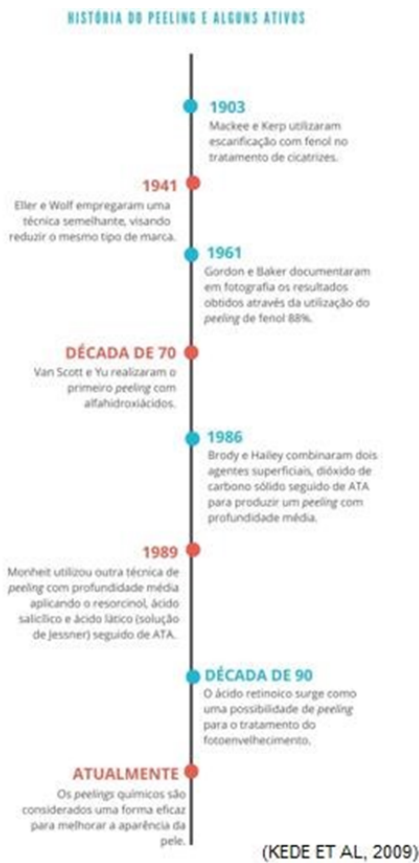 HISTÓRIA DO PEELING E ALGUNS ATIVOS
1903
Mackee e Kerp utilizaram
escarificação com fenol no
tratamento de cicatrizes.
1941
Eller e Wolf empregaram uma
técnica semelhante, visando
reduzir o mesmo tipo de marca.
1961
Gordon e Baker documentaram
em fotografia os resultados
obtidos através da utilização do
peeling de fenol 88%.
DÉCADA DE 70
Van Scott e Yu realizaram o
primeiro peeling com
alfahidroxiácidos.
1986
Brody e Hailey combinaram dois
agentes superficiais, dióxido de
carbono sólido seguido de ATA
para produzir um peeling com
profundidade média.
1989
Monheit utilizou outra técnica de
peeling com profundidade média
aplicando o resorcinol, ácido
salicílico e ácido lático (solução
de Jessner) seguido de ATA.
DÉCADA DE 90
O ácido retinoico surge como
uma possibilidade de peeling
para o tratamento do
fotoenvelhecimento.
ATUALMENTE
Os peelings químicos são
considerados uma forma eficaz
para melhorar a aparência da
pele.
(KEDE ET AL, 2009)